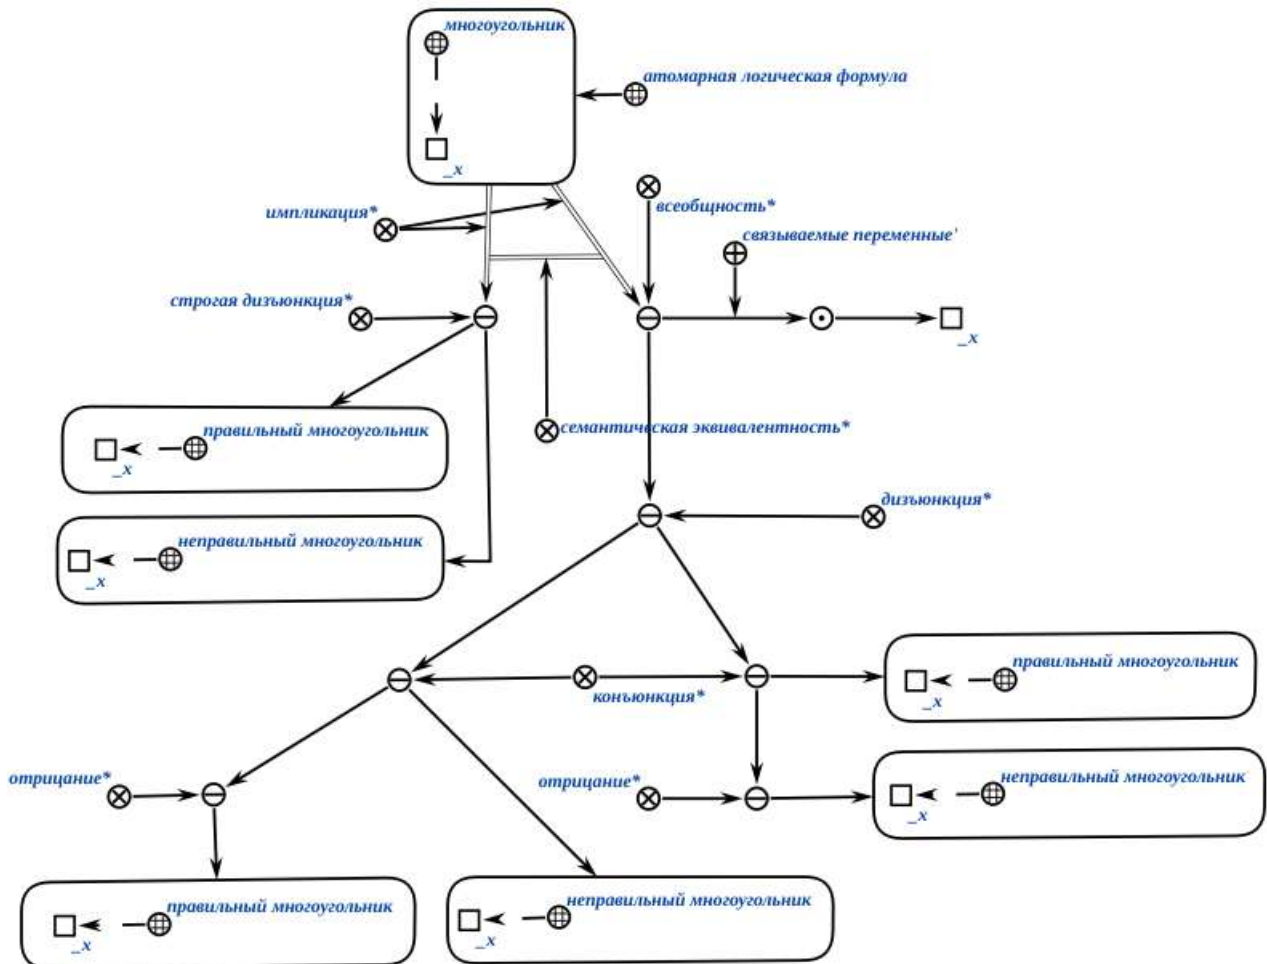 многоугольник
атомарная логическая формула
_x
импликация*
всеобщность*
связываемые переменные'
строгая дизъюнкция*
_x
правильный многоугольник
_x
семантическая эквивалентность*
неправильный многоугольник
_x
дизъюнкция*
правильный многоугольник
_x
конъюнкция*
отрицание*
отрицание*
неправильный многоугольник
_x
правильный многоугольник
_x
неправильный многоугольник
_x